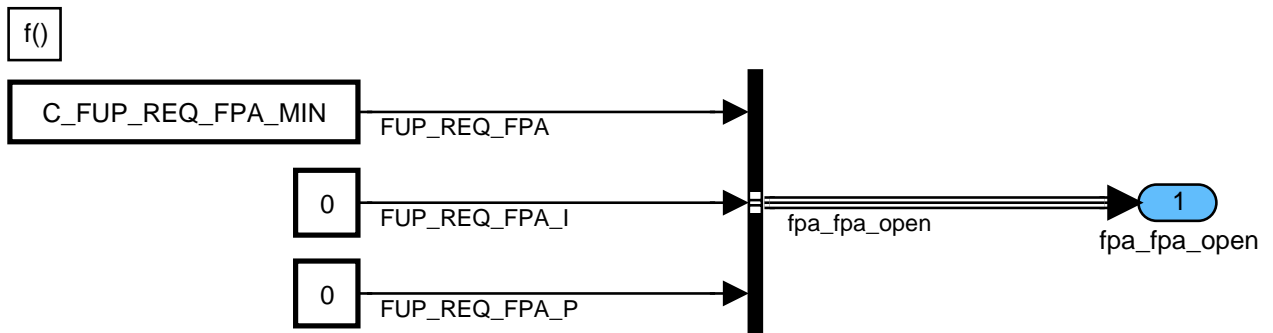 f()
C_FUP_REQ_FPA_MIN
FUP_REQ_FPA
0
FUP_REQ_FPA_I
fpa_fpa_open
1
fpa_fpa_open
0
FUP_REQ_FPA_P